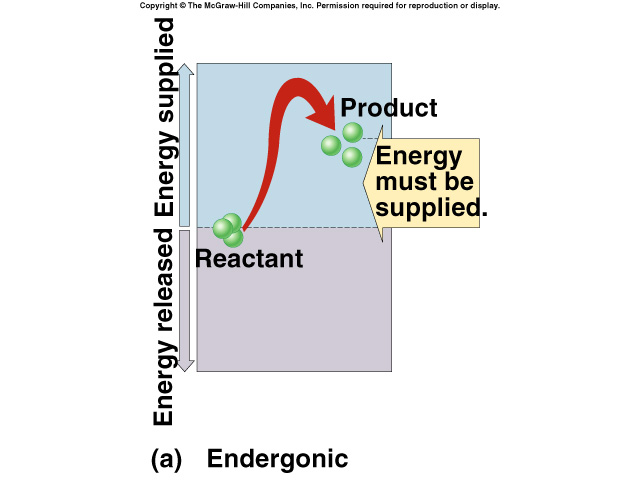 Copyright © The McGraw-Hill Companies, Inc. Permission required for reproduction or display.
Energy supplied
Product
Energy
must be
supplied.
Reactant
Energy released
(a) Endergonic